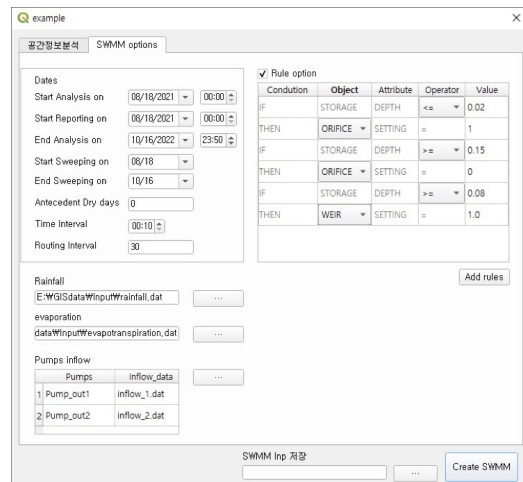 example
공간정보분석 SWMM options
Dates
Start Analysis on 08/18/2021 00:00
Start Reporting on 08/18/2021 00:00
End Analysis on 10/16/2022 23:50
Start Sweeping on 08/18
End Sweeping on 10/16
Antecedent Dry days 0
Time Interval 00:10
Routing Interval 30
Rule option
Condution Object Attribute Operator Value
IF STORAGE DEPTH <= 0.02
THEN ORIFICE SETTING = 1
IF STORAGE DEPTH >= 0.15
THEN ORIFICE SETTING = 0
IF STORAGE DEPTH >= 0.08
THEN WEIR SETTING = 1.0
Add rules
Rainfall
E:₩GISdata₩Input₩rainfall.dat ...
evaporation
data₩Input₩evapotranspiration.dat ...
Pumps inflow ...
Pumps Inflow_data
1 Pump_out1 inflow_1.dat
2 Pump_out2 inflow_2.dat
SWMM Inp 저장
... Create SWMM